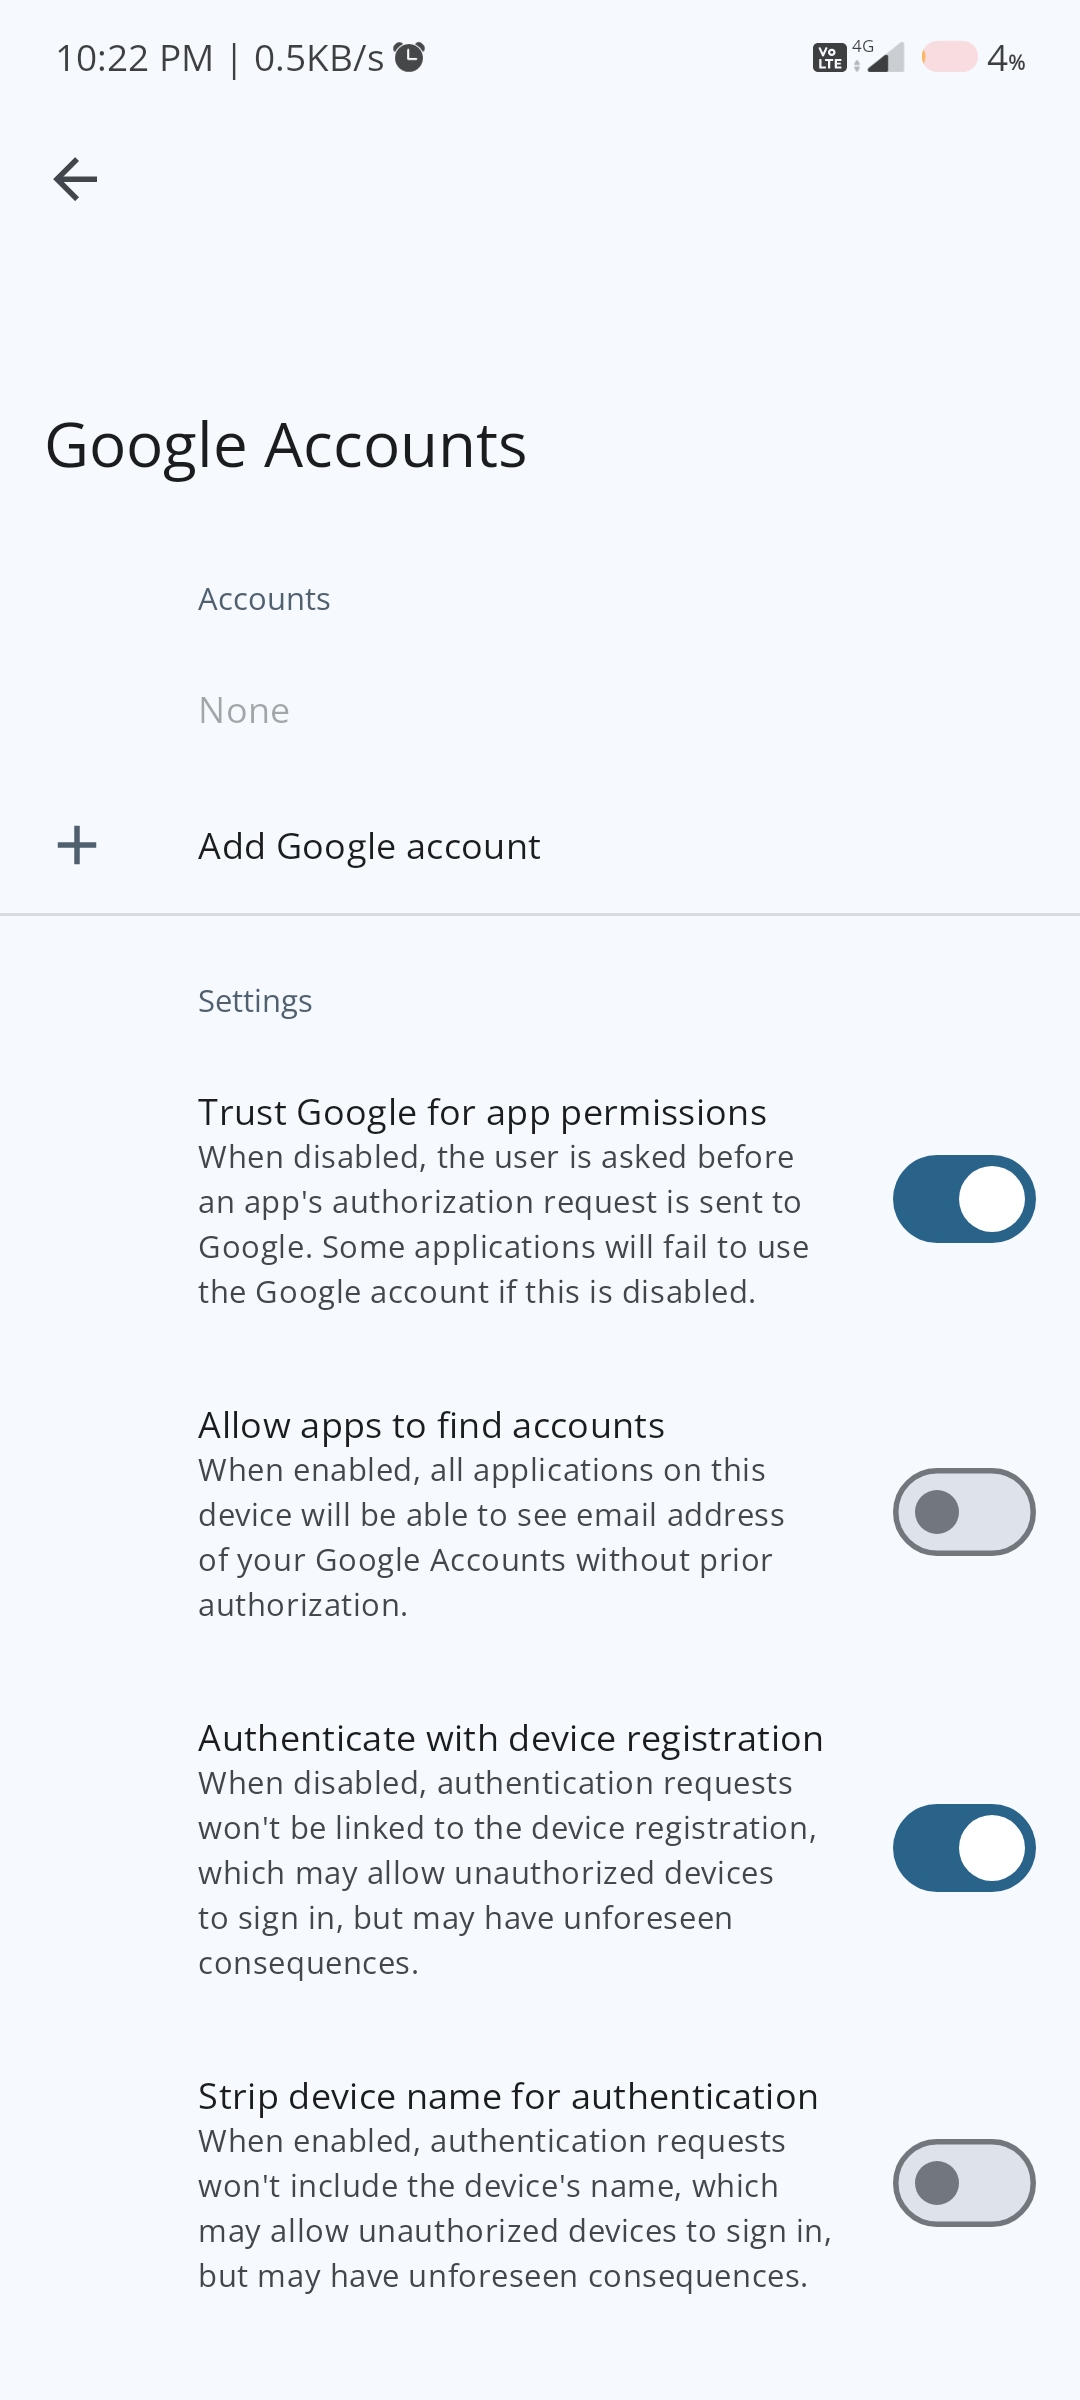 10:22 PM | 0.5KB/s
Vo LTE 4G 4%
Google Accounts
Accounts
None
Add Google account
Settings
Trust Google for app permissions
When disabled, the user is asked before
an app's authorization request is sent to
Google. Some applications will fail to use
the Google account if this is disabled.
Allow apps to find accounts
When enabled, all applications on this
device will be able to see email address
of your Google Accounts without prior
authorization.
Authenticate with device registration
When disabled, authentication requests
won't be linked to the device registration,
which may allow unauthorized devices
to sign in, but may have unforeseen
consequences.
Strip device name for authentication
When enabled, authentication requests
won't include the device's name, which
may allow unauthorized devices to sign in,
but may have unforeseen consequences.